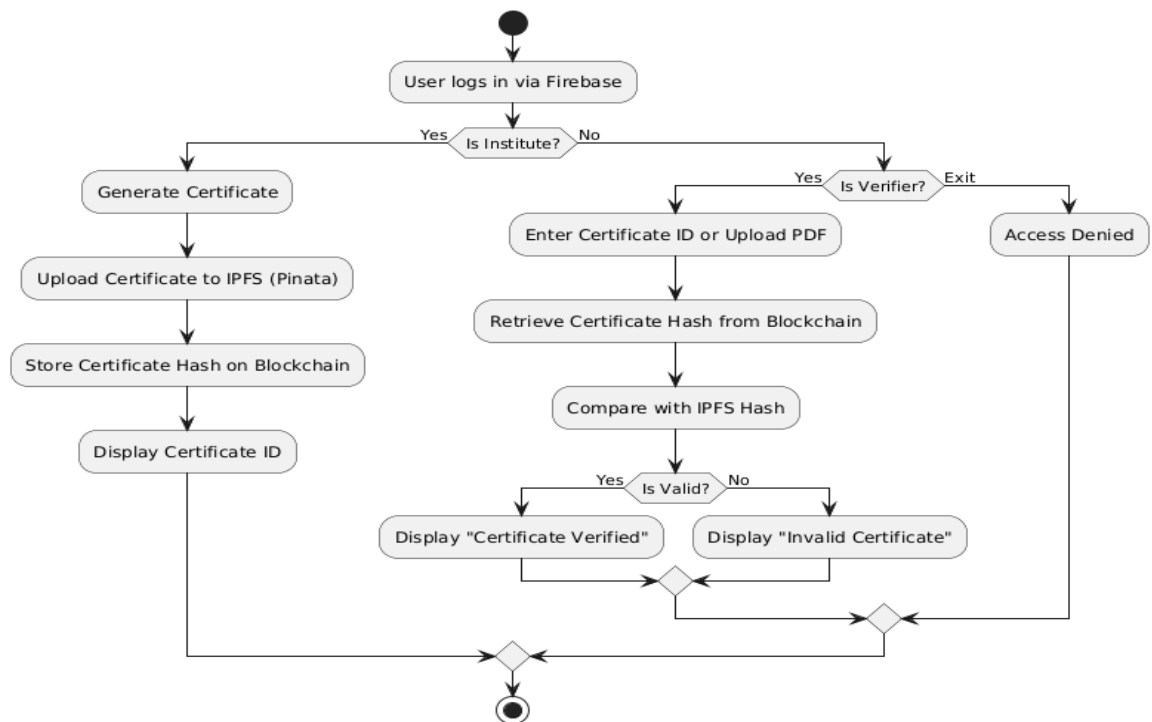 User logs in via Firebase
Yes
Is Institute?
No
Generate Certificate
Upload Certificate to IPFS (Pinata)
Store Certificate Hash on Blockchain
Display Certificate ID
Yes
Is Verifier?
Exit
Enter Certificate ID or Upload PDF
Retrieve Certificate Hash from Blockchain
Compare with IPFS Hash
Yes
Is Valid?
No
Display "Certificate Verified"
Display "Invalid Certificate"
Access Denied